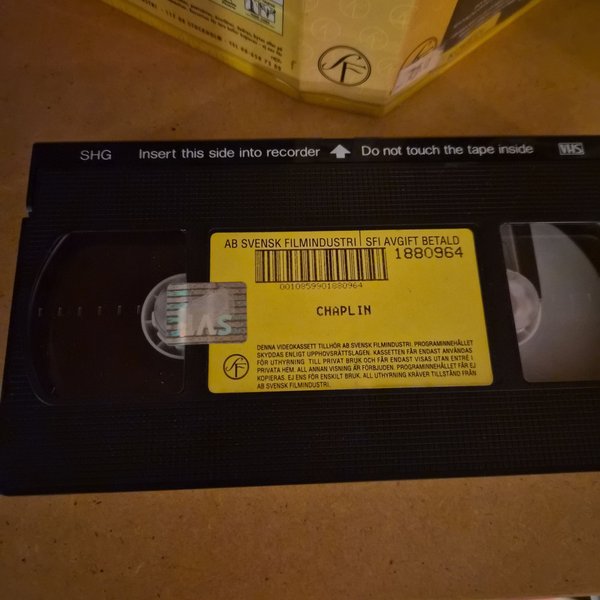 SHG Insert this side into recorder Do not touch the tape inside VHS
AB SVENSK FILMINDUSTRI SFI AVGIFT BETALD
1880964
0010859901880964
CHAPLIN
DENNA VIDEOKASSETT TILLHÖR AB SVENSK FILMINDUSTRI. PROGRAMINNEHÅLLET
SKYDDAS ENLIGT UPPHOVSRÄTTSLAGEN. KASSETTEN FÅR ENDAST ANVÄNDAS
FÖR UTHYRNING. TILL PRIVAT BRUK OCH FÅR ENDAST VISAS UTAN ENTRÉ I
PRIVATA HEM. ALL ANNAN VISNING ÄR FÖRBJUDEN. PROGRAMINNEHÅLLET FÅR EJ
KOPIERAS. EJ ENS FÖR ENSKILT BRUK. ALL UTHYRNING KRÄVER TILLSTÅND FRÅN
AB SVENSK FILMINDUSTRI.
SF